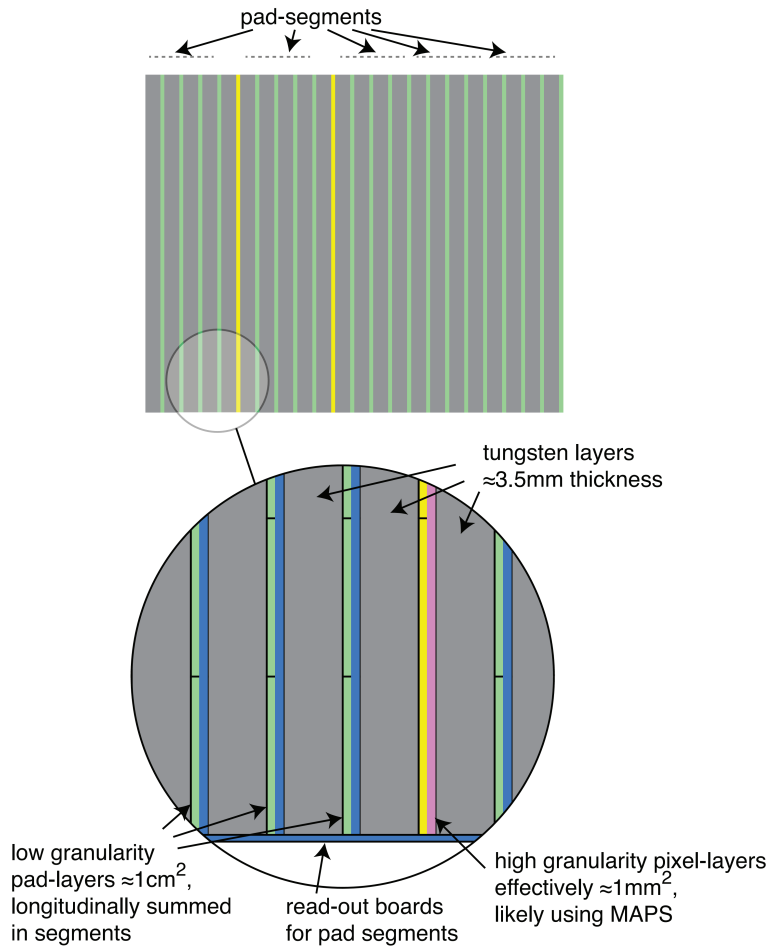 pad-segments
tungsten layers
≈3.5mm thickness
low granularity
pad-layers ≈1cm²,
longitudinally summed
in segments
read-out boards
for pad segments
high granularity pixel-layers
effectively ≈1mm²,
likely using MAPS